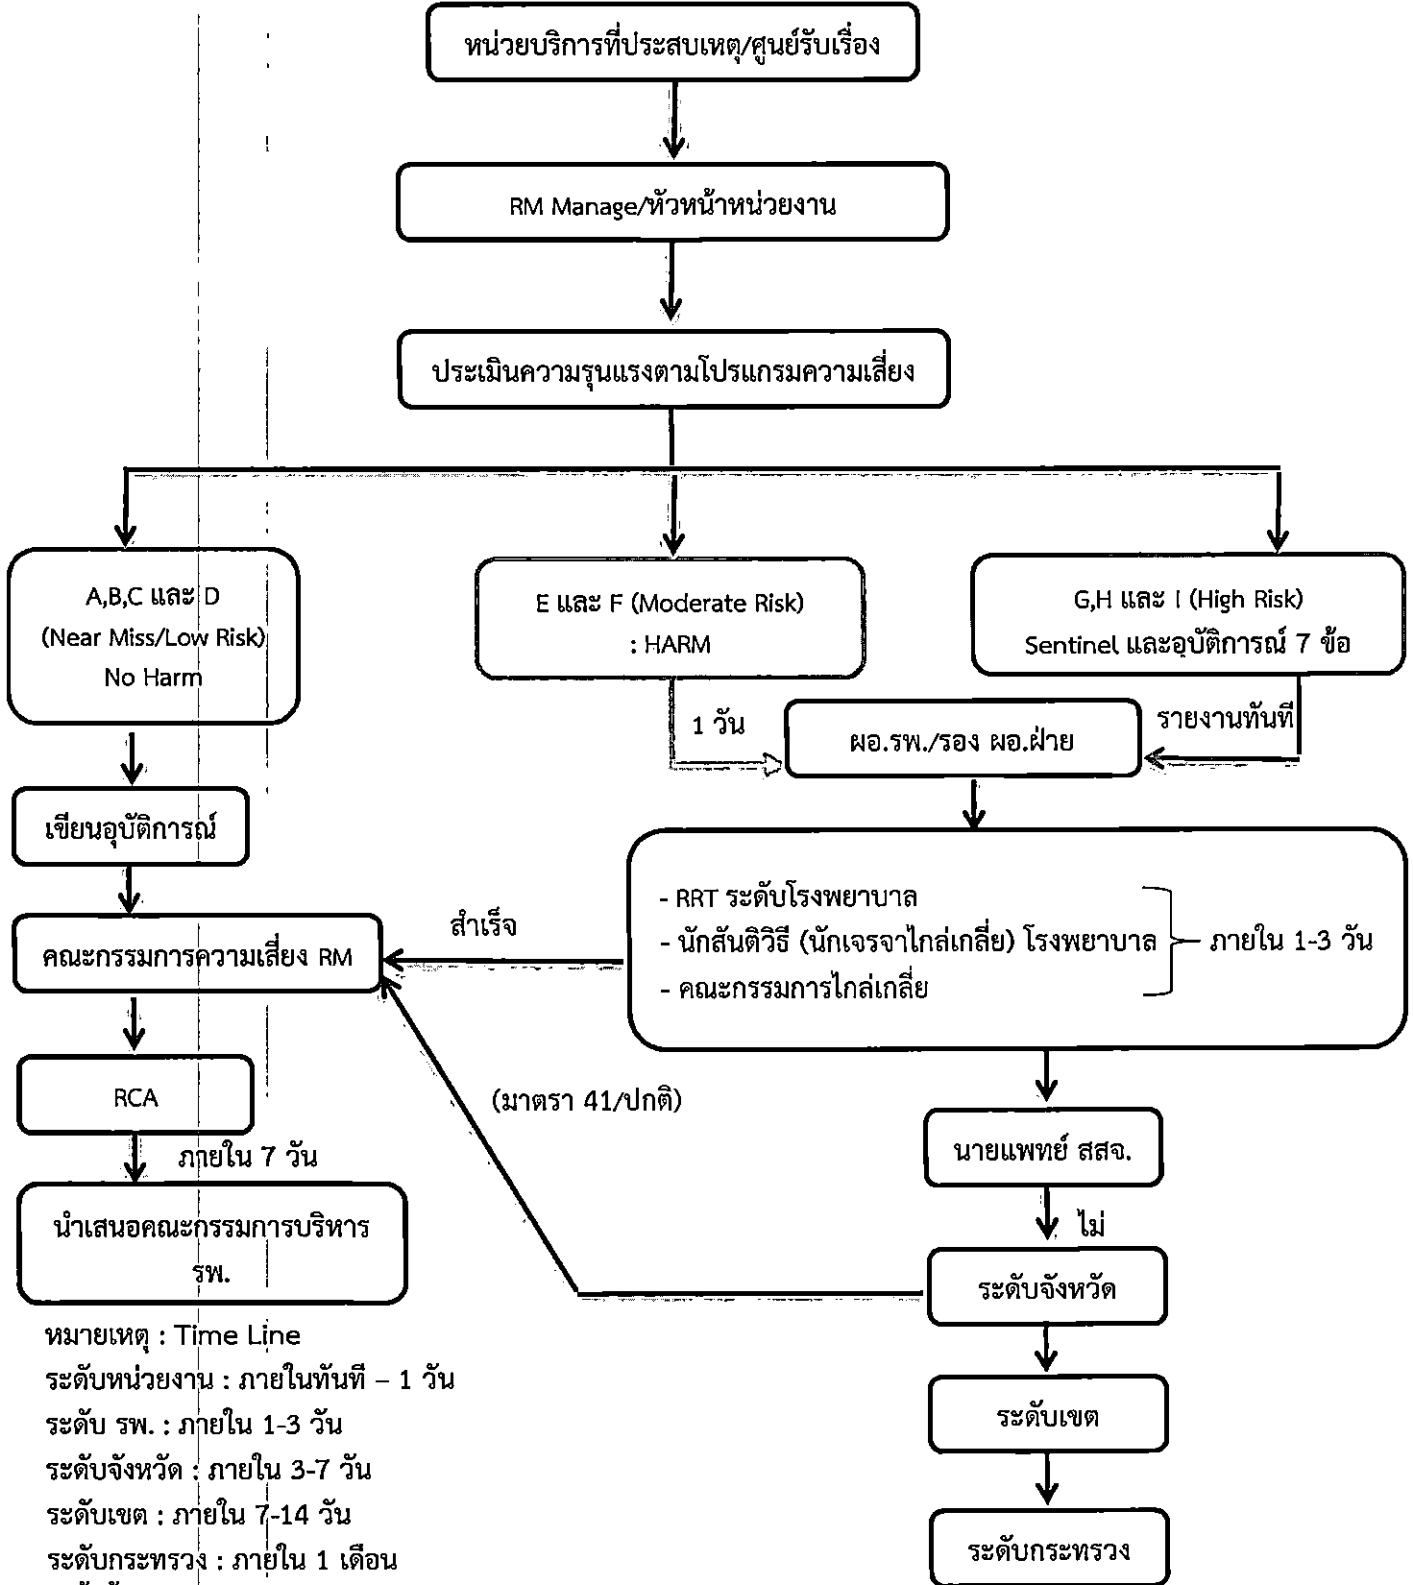 หน่วยบริการที่ประสบเหตุ/ศูนย์รับเรื่อง
RM Manage/หัวหน้าหน่วยงาน
ประเมินความรุนแรงตามโปรแกรมความเสี่ยง
A,B,C และ D
(Near Miss/Low Risk)
No Harm
E และ F (Moderate Risk)
: HARM
G,H และ I (High Risk)
Sentinel และอุบัติการณ์ 7 ข้อ
1 วัน
ผอ.รพ./รอง ผอ.ฝ่าย
รายงานทันที
เขียนอุบัติการณ์
- RRT ระดับโรงพยาบาล
- นักสันติวิธี (นักเจรจาไกล่เกลี่ย) โรงพยาบาล
- คณะกรรมการไกล่เกลี่ย
ภายใน 1-3 วัน
สำเร็จ
คณะกรรมการความเสี่ยง RM
RCA
(มาตรา 41/ปกติ)
ภายใน 7 วัน
นายแพทย์ สสจ.
นำเสนอคณะกรรมการบริหาร
รพ.
ไม่
ระดับจังหวัด
ระดับเขต
ระดับกระทรวง
หมายเหตุ : Time Line
ระดับหน่วยงาน : ภายในทันที – 1 วัน
ระดับ รพ. : ภายใน 1-3 วัน
ระดับจังหวัด : ภายใน 3-7 วัน
ระดับเขต : ภายใน 7-14 วัน
ระดับกระทรวง : ภายใน 1 เดือน